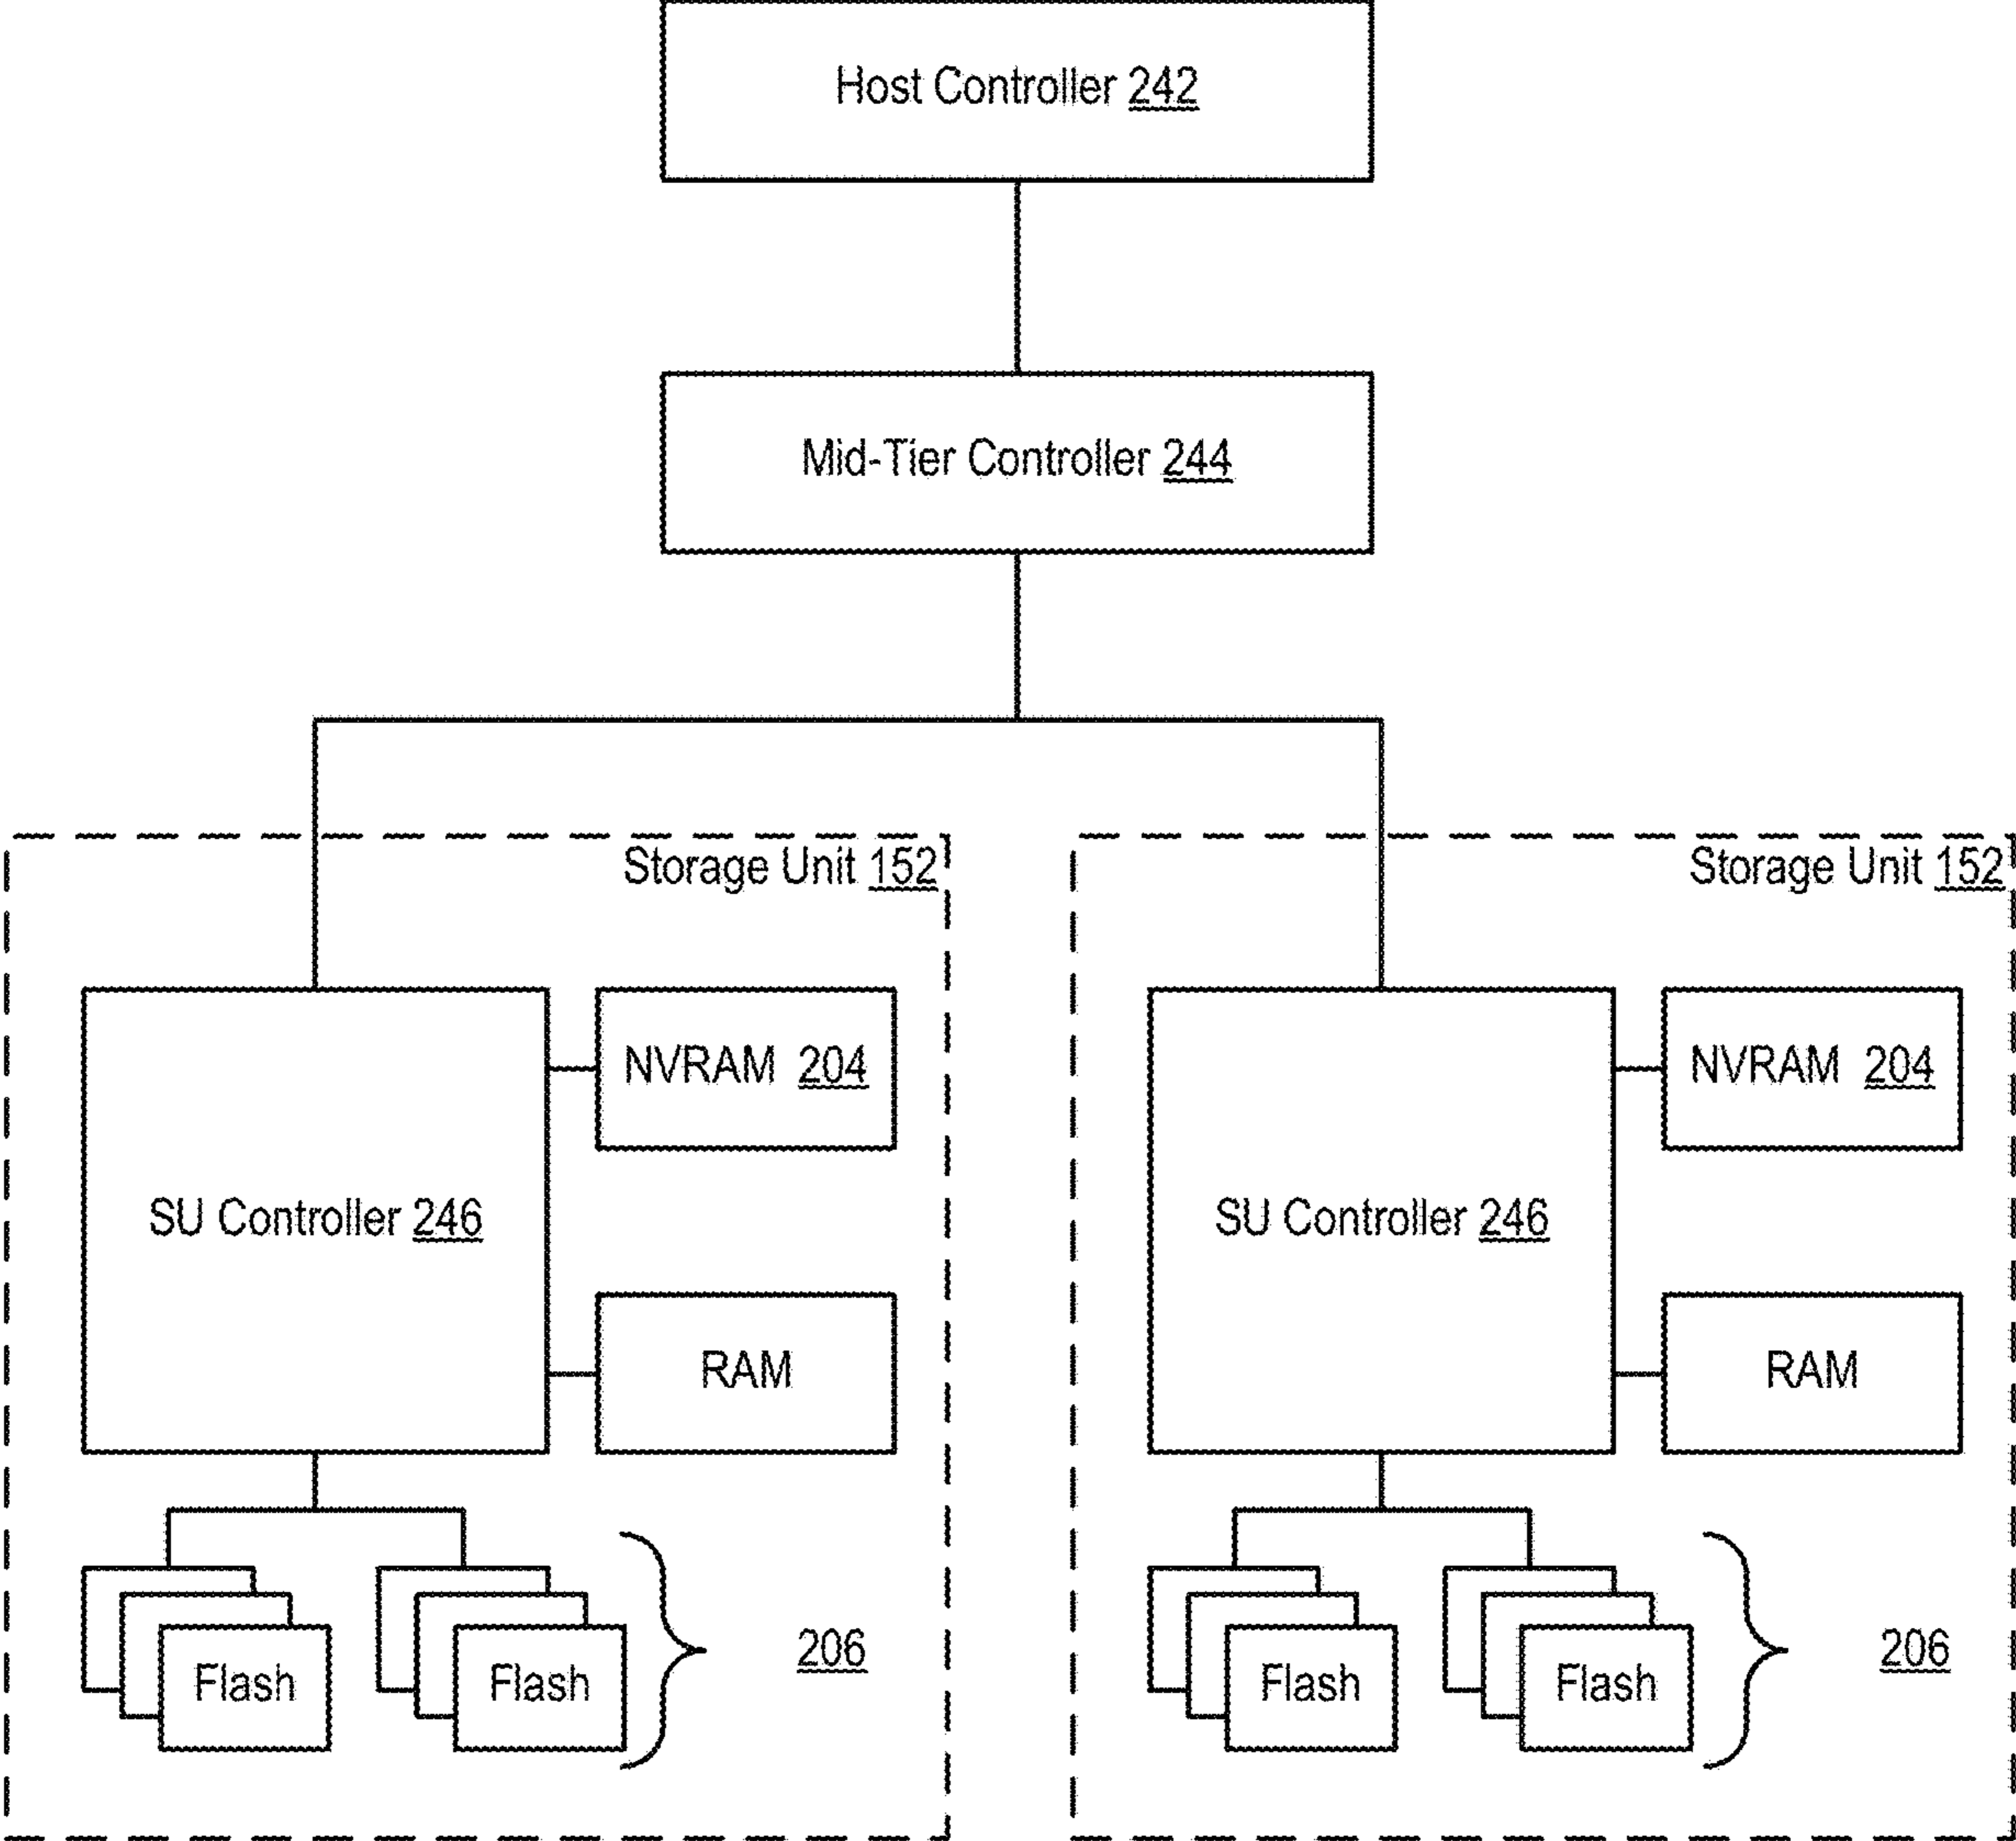 Host Controller 242
Mid-Tier Controller 244
Storage Unit 152
NVRAM 204
SU Controller 246
RAM
Flash
Flash
206
Storage Unit 152
NVRAM 204
SU Controller 246
RAM
Flash
Flash
206